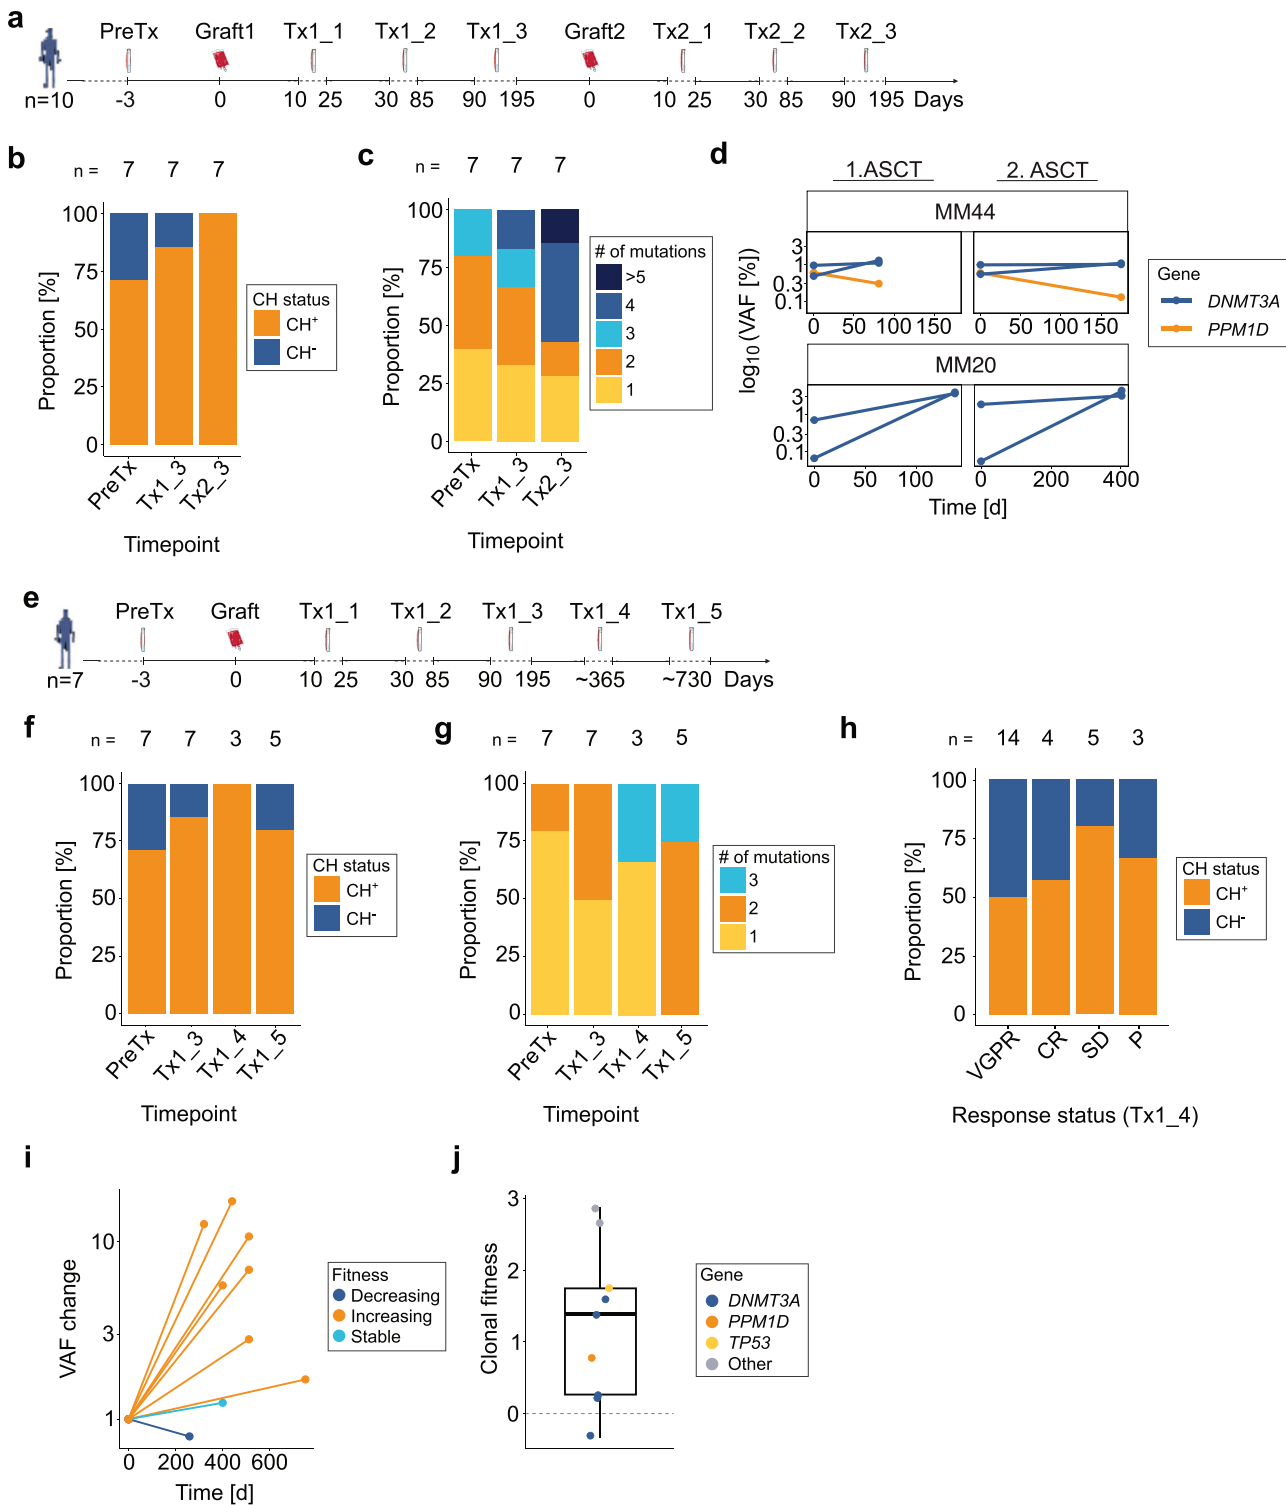 a
PreTx Graft1 Tx1_1 Tx1_2 Tx1_3 Graft2 Tx2_1 Tx2_2 Tx2_3
n=10 -3 0 10 25 30 85 90 195 0 10 25 30 85 90 195 Days
b
n = 7 7 7
Proportion [%]
100
75
50
25
0
PreTx Tx1_3 Tx2_3
Timepoint
CH status
CH+
CH-
c
n = 7 7 7
Proportion [%]
100
75
50
25
0
PreTx Tx1_3 Tx2_3
Timepoint
# of mutations
>5
4
3
2
1
d
1.ASCT 2. ASCT
MM44
log10(VAF [%])
3
1
0.3
0.1
0 50 100 150 0 50 100 150
MM20
3
1
0.3
0.1
0 50 100 0 200 400
Time [d]
Gene
DNMT3A
PPM1D
e
PreTx Graft Tx1_1 Tx1_2 Tx1_3 Tx1_4 Tx1_5
n=7 -3 0 10 25 30 85 90 195 ~365 ~730 Days
f
n = 7 7 3 5
Proportion [%]
100
75
50
25
0
PreTx Tx1_3 Tx1_4 Tx1_5
Timepoint
CH status
CH+
CH-
g
n = 7 7 3 5
Proportion [%]
100
75
50
25
0
PreTx Tx1_3 Tx1_4 Tx1_5
Timepoint
# of mutations
3
2
1
h
n = 14 4 5 3
Proportion [%]
100
75
50
25
0
VGPR CR SD P
Response status (Tx1_4)
CH status
CH+
CH-
i
VAF change
10
3
1
0 200 400 600
Time [d]
Fitness
Decreasing
Increasing
Stable
j
Clonal fitness
3
2
1
0
Gene
DNMT3A
PPM1D
TP53
Other